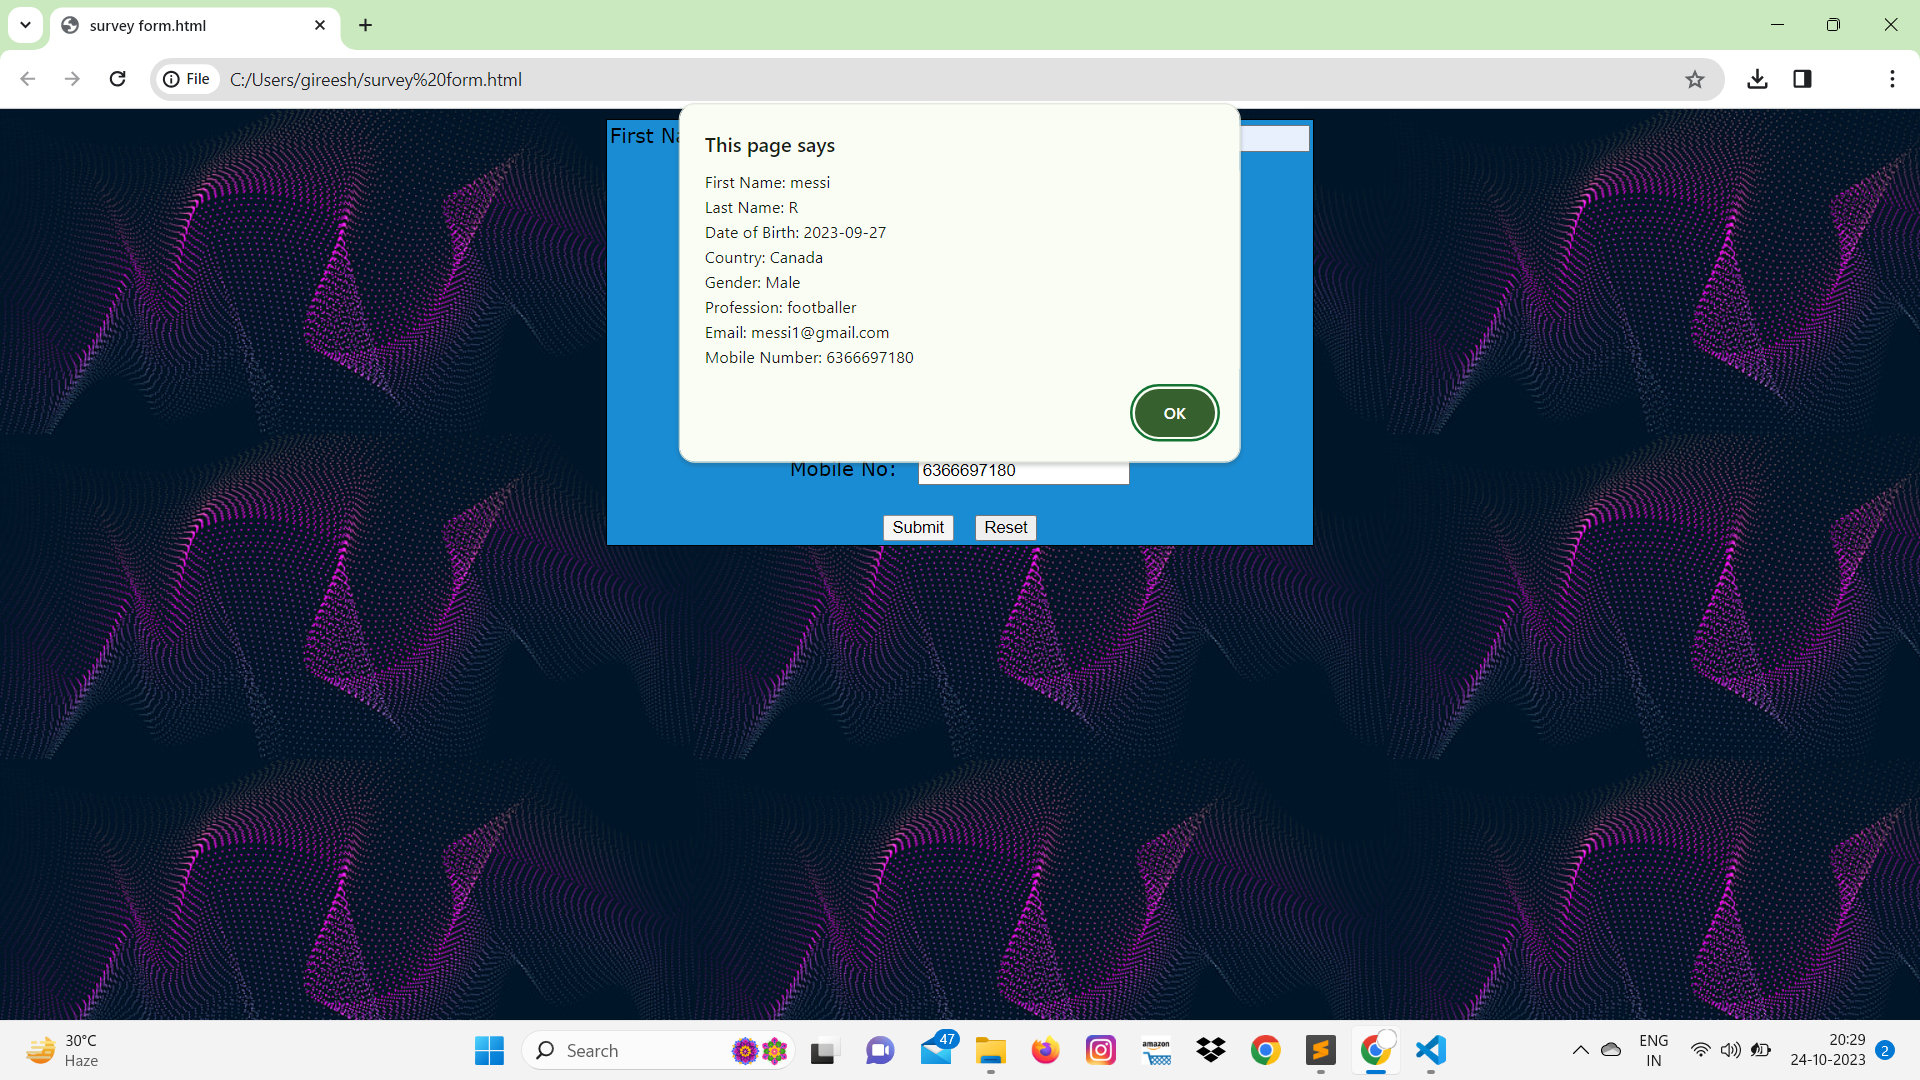 survey form.html
File
C:/Users/gireesh/survey%20form.html
First Na
This page says
First Name: messi
Last Name: R
Date of Birth: 2023-09-27
Country: Canada
Gender: Male
Profession: footballer
Email: messi1@gmail.com
Mobile Number: 6366697180
OK
Mobile No: 6366697180
Submit Reset
30°C
Haze
Search
47
amazon
ENG
IN
20:29
24-10-2023
2